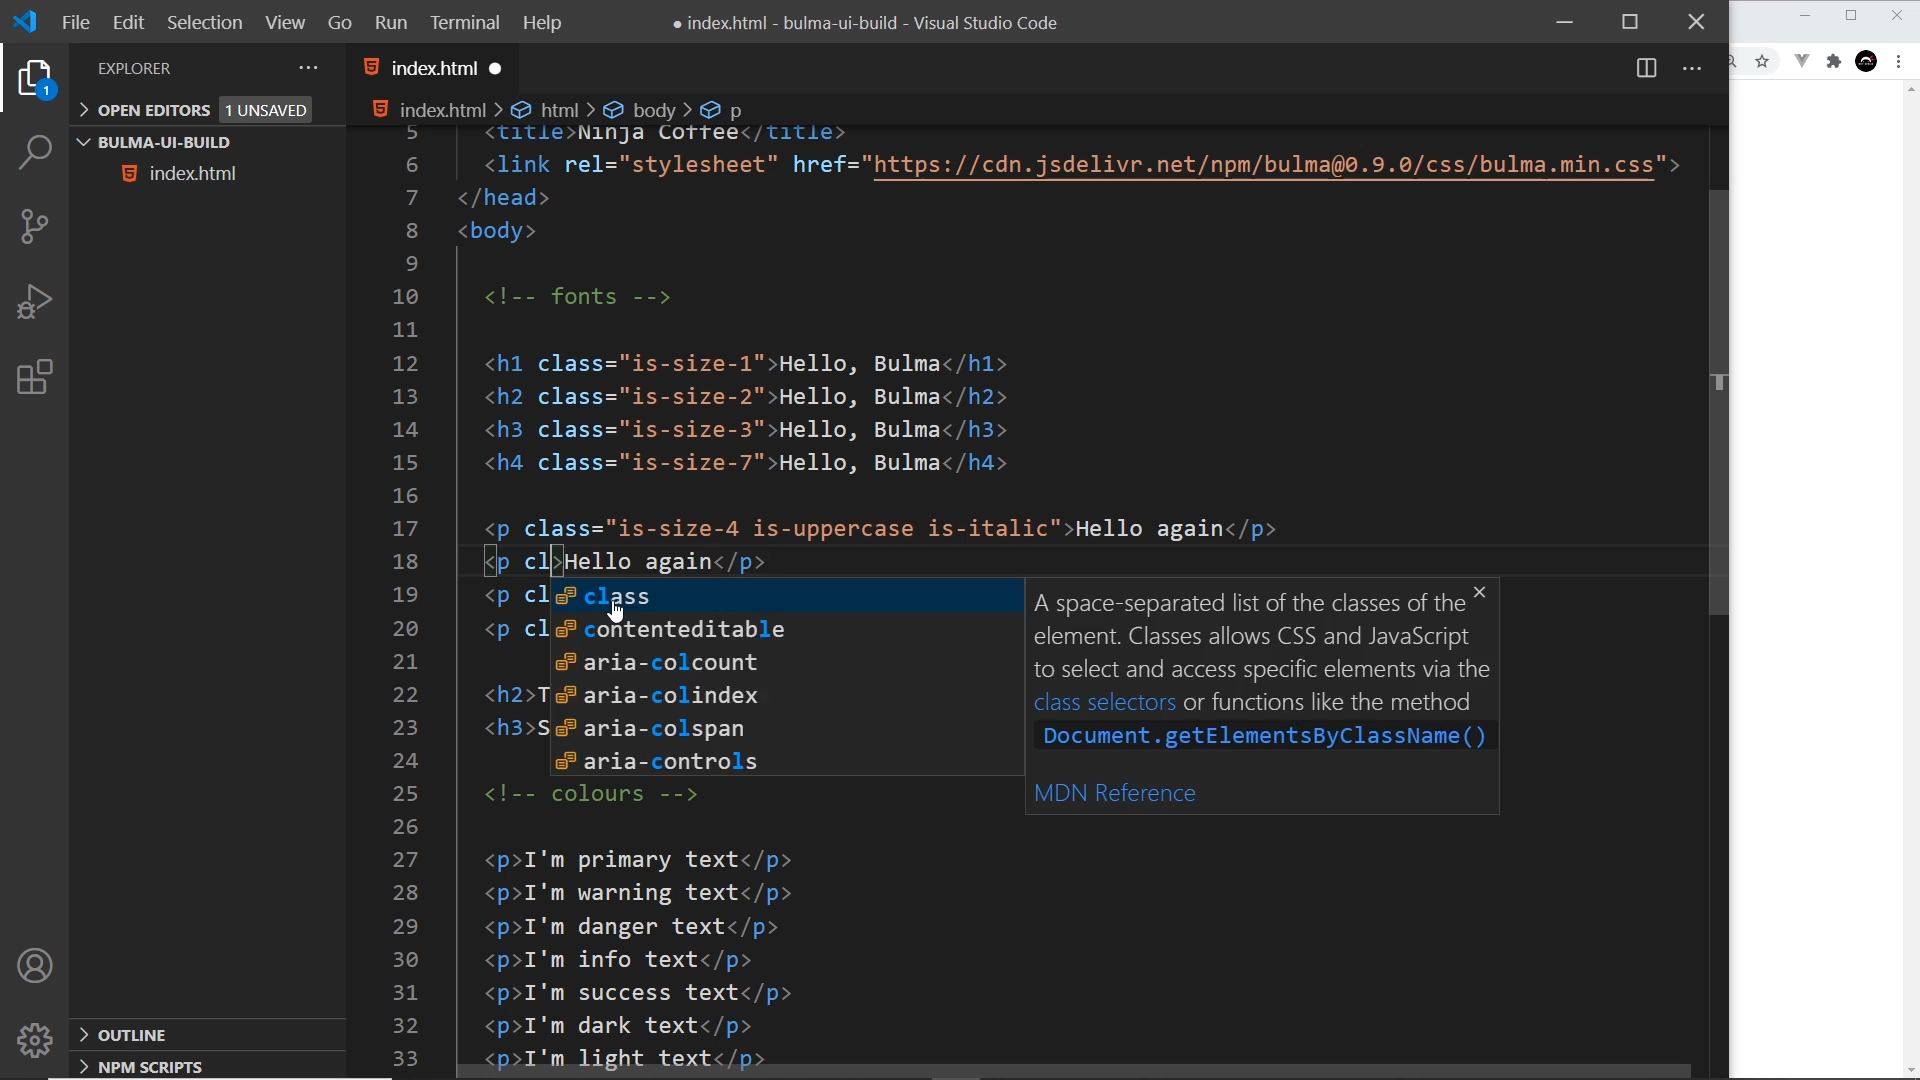 File Edit Selection View Go Run Terminal Help
● index.html - bulma-ui-build - Visual Studio Code
EXPLORER
1
OPEN EDITORS 1 UNSAVED
BULMA-UI-BUILD
index.html
OUTLINE
NPM SCRIPTS
index.html ●
index.html > html > body > p
5 <title>Ninja Coffee</title>
6 <link rel="stylesheet" href="https://cdn.jsdelivr.net/npm/bulma@0.9.0/css/bulma.min.css">
7 </head>
8 <body>
9
10 <!-- fonts -->
11
12 <h1 class="is-size-1">Hello, Bulma</h1>
13 <h2 class="is-size-2">Hello, Bulma</h2>
14 <h3 class="is-size-3">Hello, Bulma</h3>
15 <h4 class="is-size-7">Hello, Bulma</h4>
16
17 <p class="is-size-4 is-uppercase is-italic">Hello again</p>
18 <p cl>Hello again</p>
19 <p cl
20 <p cl
21
22 <h2>T
23 <h3>S
24
25 <!-- colours -->
26
27 <p>I'm primary text</p>
28 <p>I'm warning text</p>
29 <p>I'm danger text</p>
30 <p>I'm info text</p>
31 <p>I'm success text</p>
32 <p>I'm dark text</p>
33 <p>I'm light text</p>
class
contenteditable
aria-colcount
aria-colindex
aria-colspan
aria-controls
A space-separated list of the classes of the
element. Classes allows CSS and JavaScript
to select and access specific elements via the
class selectors or functions like the method
Document.getElementsByClassName()
MDN Reference